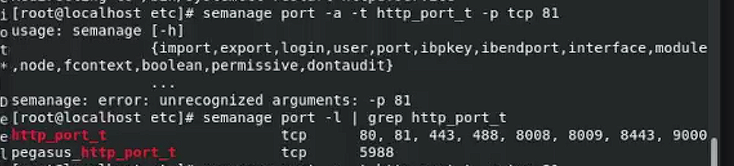 [root@localhost etc]# semanage port -a -t http_port_t -p tcp 81
usage: semanage [-h]
{import,export,login,user,port,ibpkey,ibendport,interface,module
,node,fcontext,boolean,permissive,dontaudit}
...
semanage: error: unrecognized arguments: -p 81
[root@localhost etc]# semanage port -l | grep http_port_t
http_port_t tcp 80, 81, 443, 488, 8008, 8009, 8443, 9000
pegasus_http_port_t tcp 5988